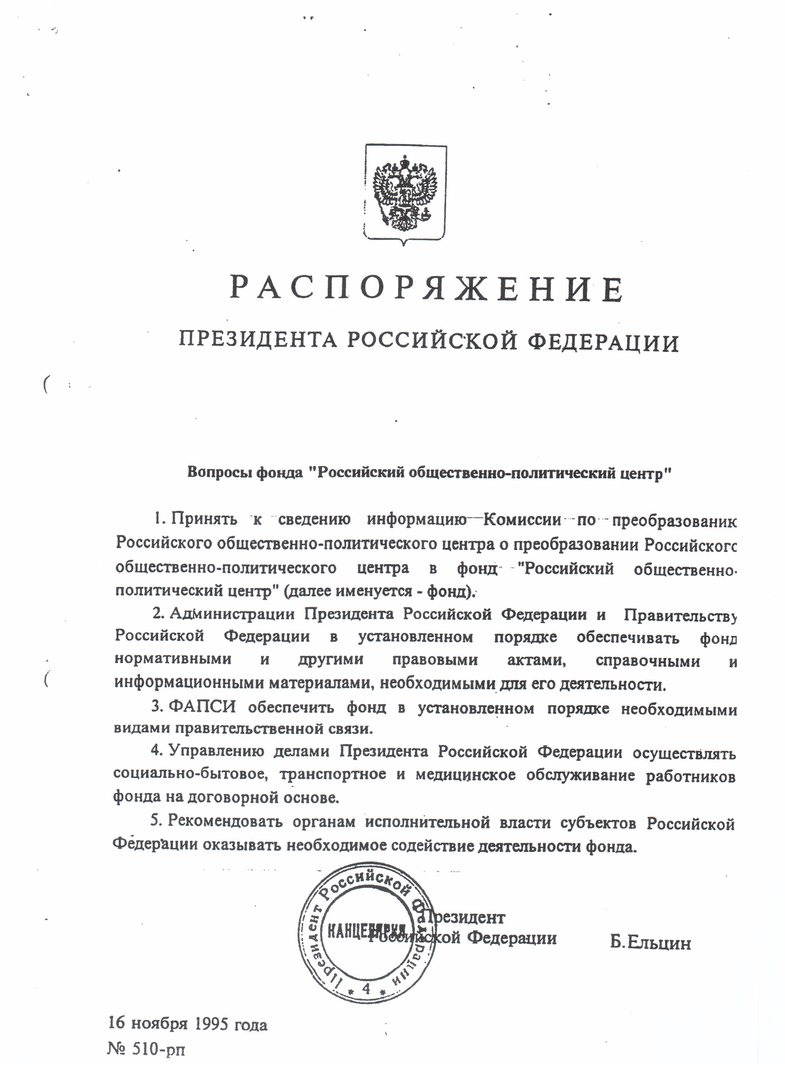 РАСПОРЯЖЕНИЕ
ПРЕЗИДЕНТА РОССИЙСКОЙ ФЕДЕРАЦИИ
Вопросы фонда "Российский общественно-политический центр"
1. Принять к сведению информацию Комиссии по преобразовани
Российского общественно-политического центра о преобразовании Российског
общественно-политического центра в фонд "Российский общественно-
политический центр" (далее именуется - фонд).
2. Администрации Президента Российской Федерации и Правительству
Российской Федерации в установленном порядке обеспечивать фонд
нормативными и другими правовыми актами, справочными и
информационными материалами, необходимыми для его деятельности.
3. ФАПСИ обеспечить фонд в установленном порядке необходимыми
видами правительственной связи.
4. Управлению делами Президента Российской Федерации осуществлять
социально-бытовое, транспортное и медицинское обслуживание работников
фонда на договорной основе.
5. Рекомендовать органам исполнительной власти субъектов Российской
Федерации оказывать необходимое содействие деятельности фонда.
Президент Российской Федерации
КАНЦЕЛЯРИЯ
* 4 *
Президент
Российской Федерации Б.Ельцин
16 ноября 1995 года
№ 510-рп